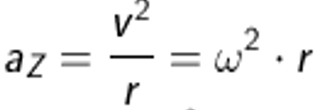 a_Z = v²/r = ω² · r